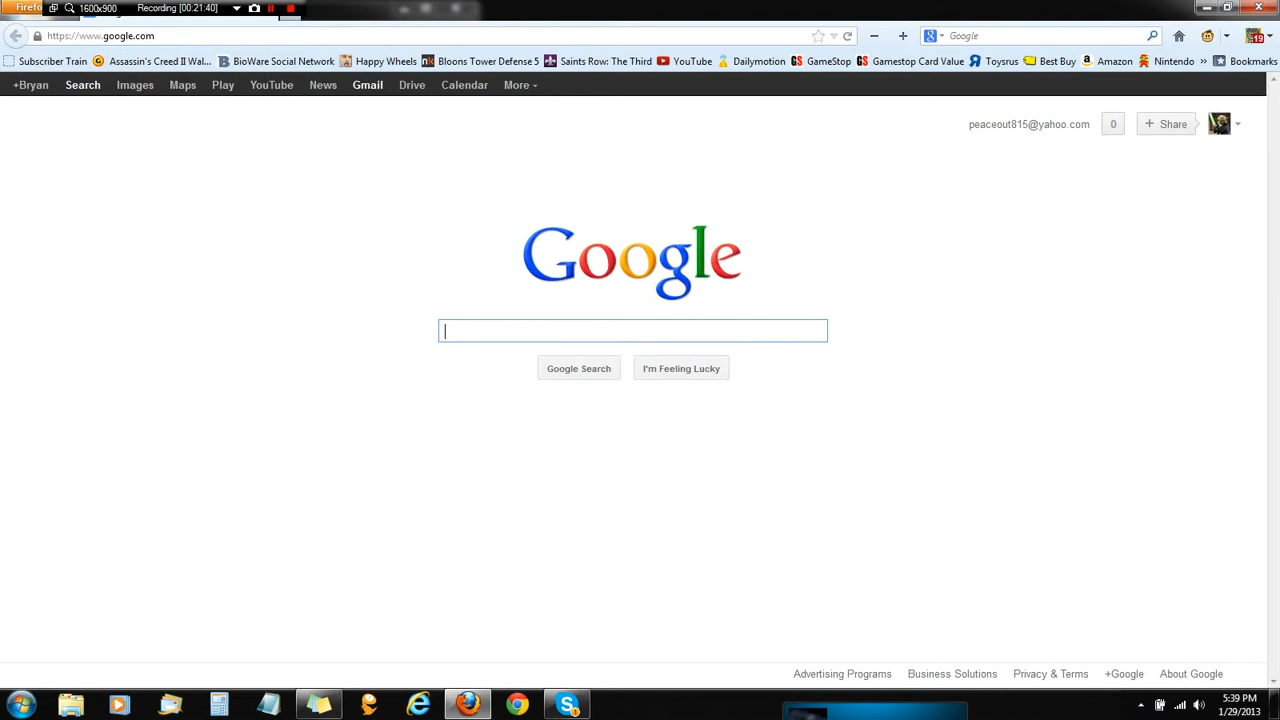 Firefo 1600x900 Recording [00:21:40]
https://www.google.com Google 19
Subscriber Train Assassin's Creed II Wal... BioWare Social Network Happy Wheels Bloons Tower Defense 5 Saints Row: The Third YouTube Dailymotion GameStop Gamestop Card Value Toysrus Best Buy Amazon Nintendo » Bookmarks
+Bryan Search Images Maps Play YouTube News Gmail Drive Calendar More
peaceout815@yahoo.com 0 + Share
Google
Google Search I'm Feeling Lucky
Advertising Programs Business Solutions Privacy & Terms +Google About Google
5:39 PM
1/29/2013